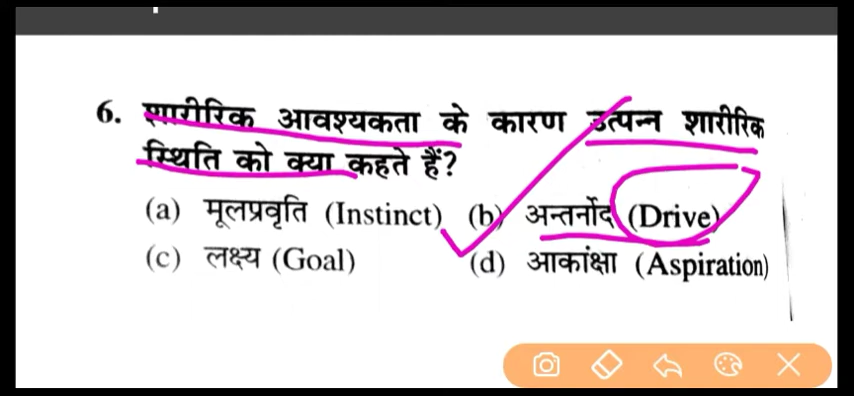 6. शारीरिक आवश्यकता के कारण उत्पन्न शारीरिक
स्थिति को क्या कहते हैं?
(a) मूलप्रवृति (Instinct) (b) अन्तर्नोद (Drive)
(c) लक्ष्य (Goal) (d) आकांक्षा (Aspiration)